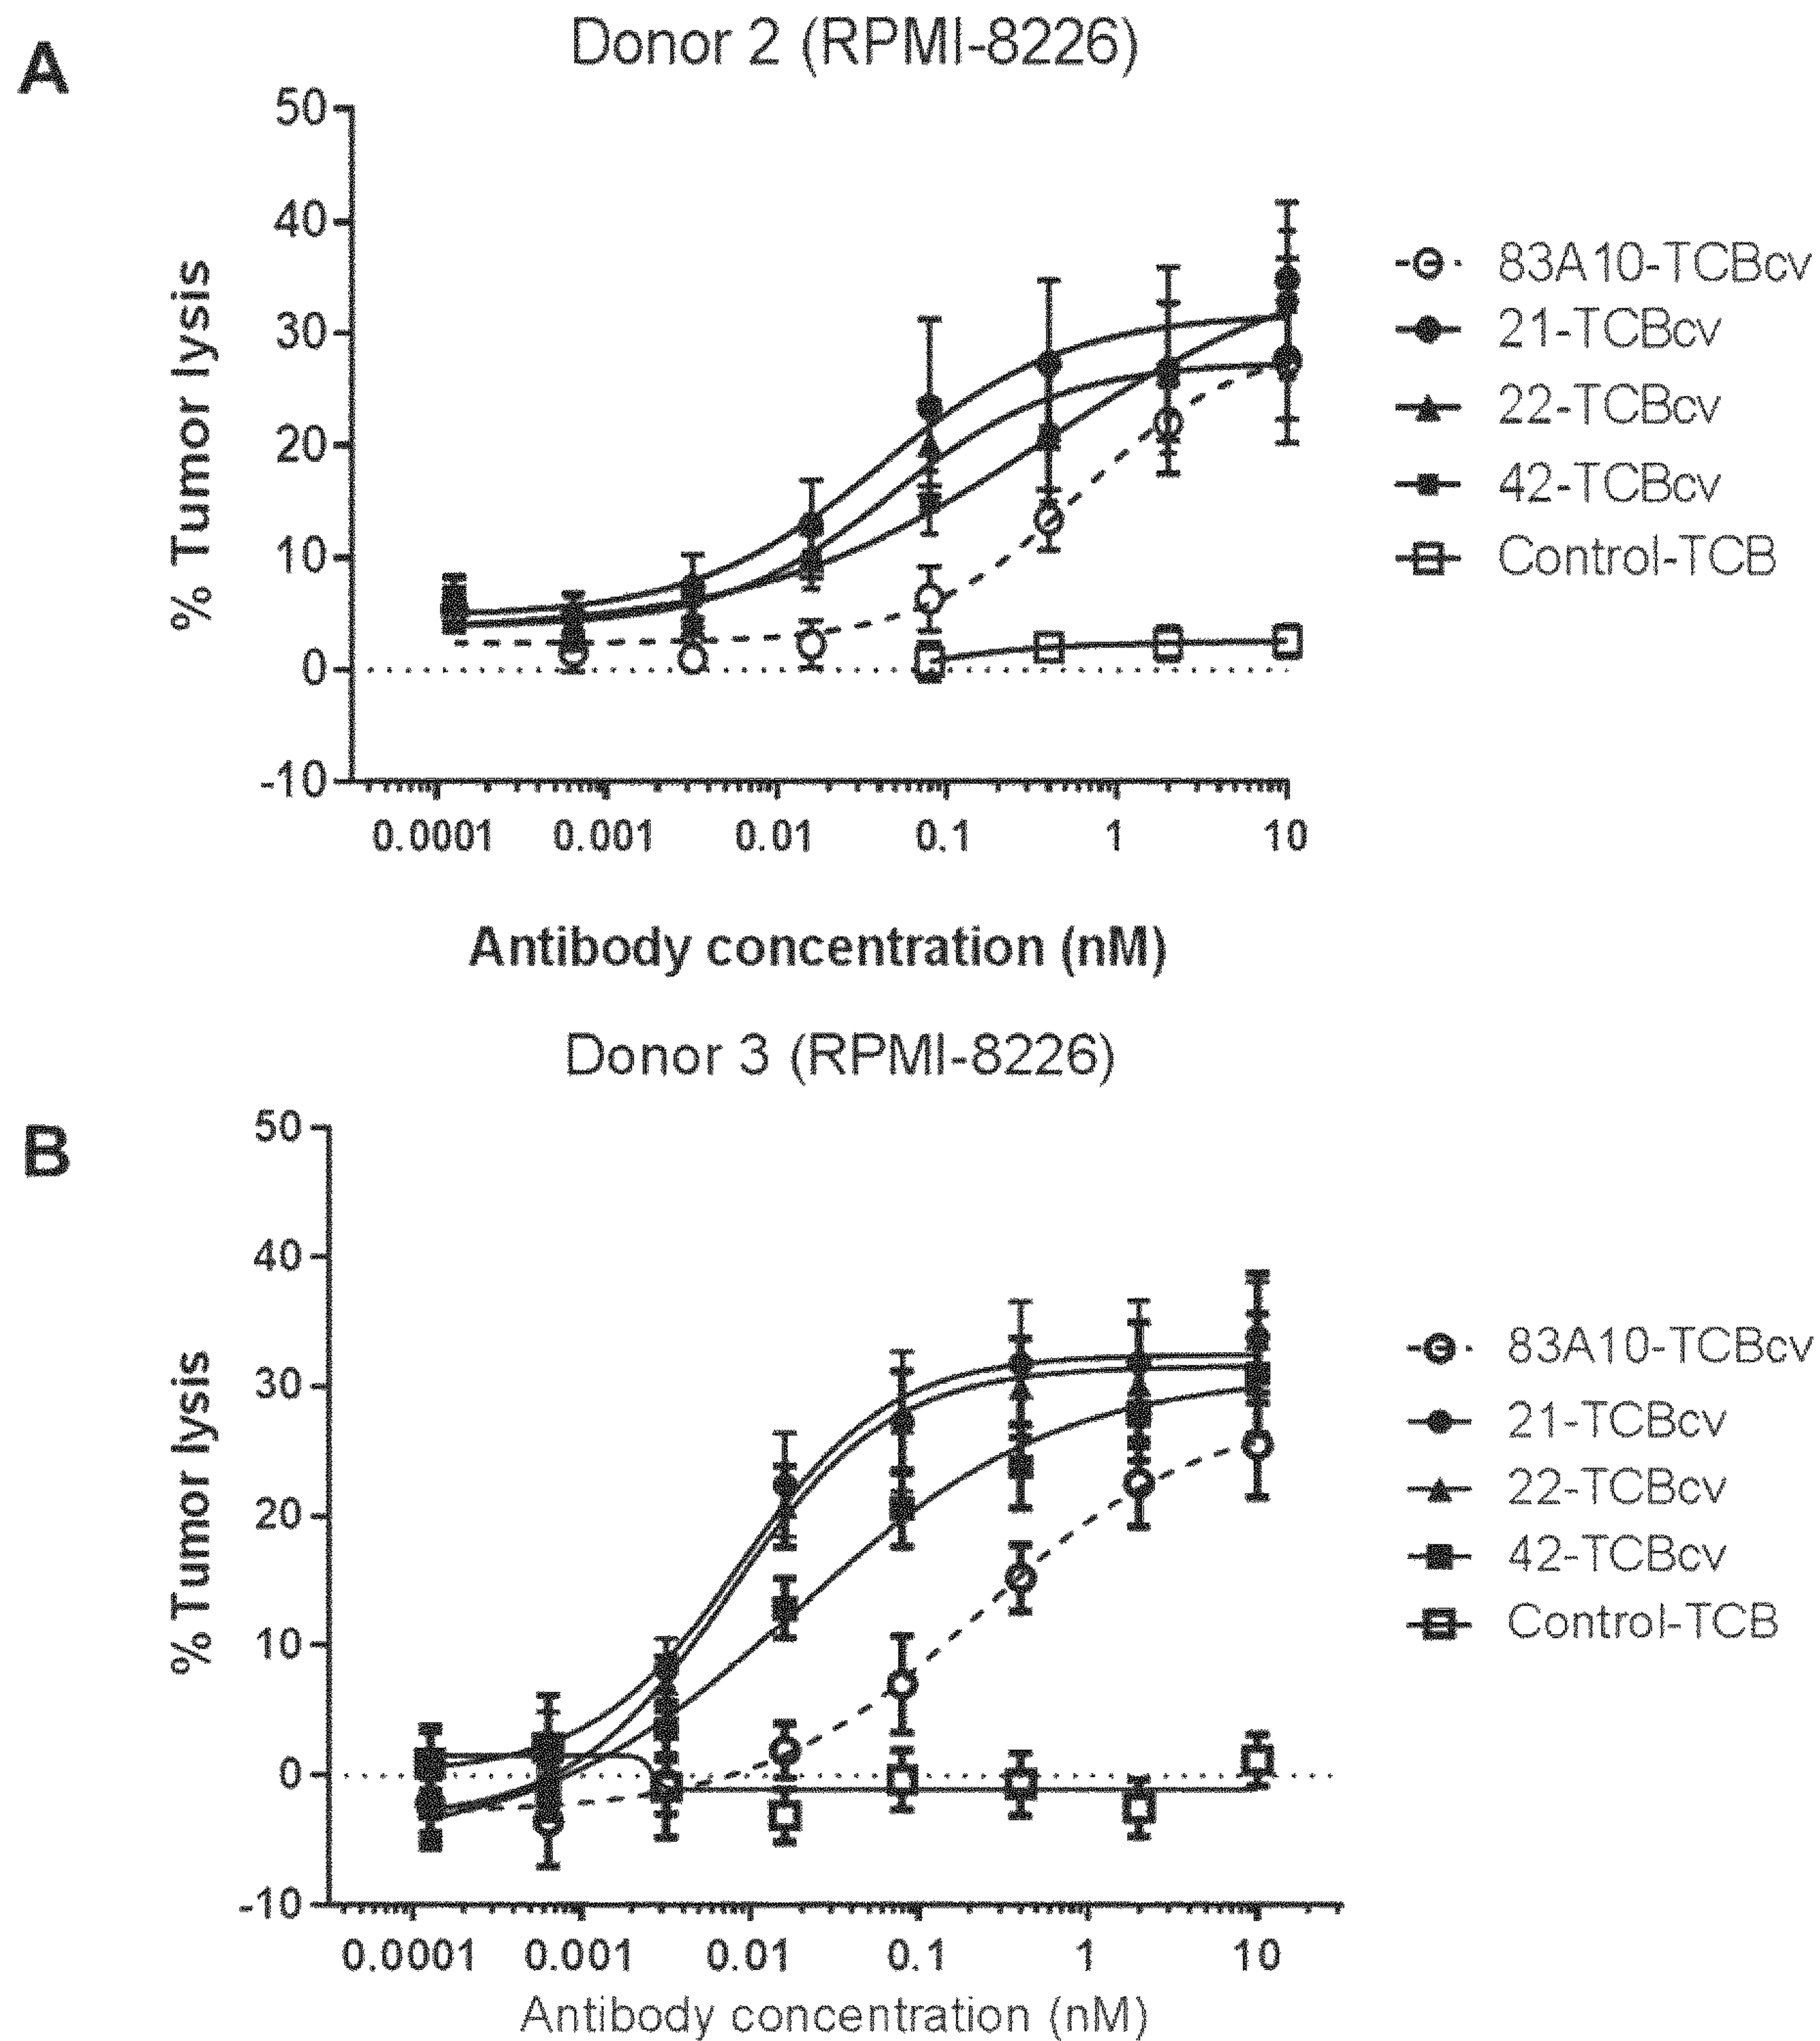 A
Donor 2 (RPMI-8226)
50
40
30
20
10
0
-10
% Tumor lysis
0.0001 0.001 0.01 0.1 1 10
Antibody concentration (nM)
83A10-TCBcv
21-TCBcv
22-TCBcv
42-TCBcv
Control-TCB
B
Donor 3 (RPMI-8226)
50
40
30
20
10
0
-10
% Tumor lysis
0.0001 0.001 0.01 0.1 1 10
Antibody concentration (nM)
83A10-TCBcv
21-TCBcv
22-TCBcv
42-TCBcv
Control-TCB